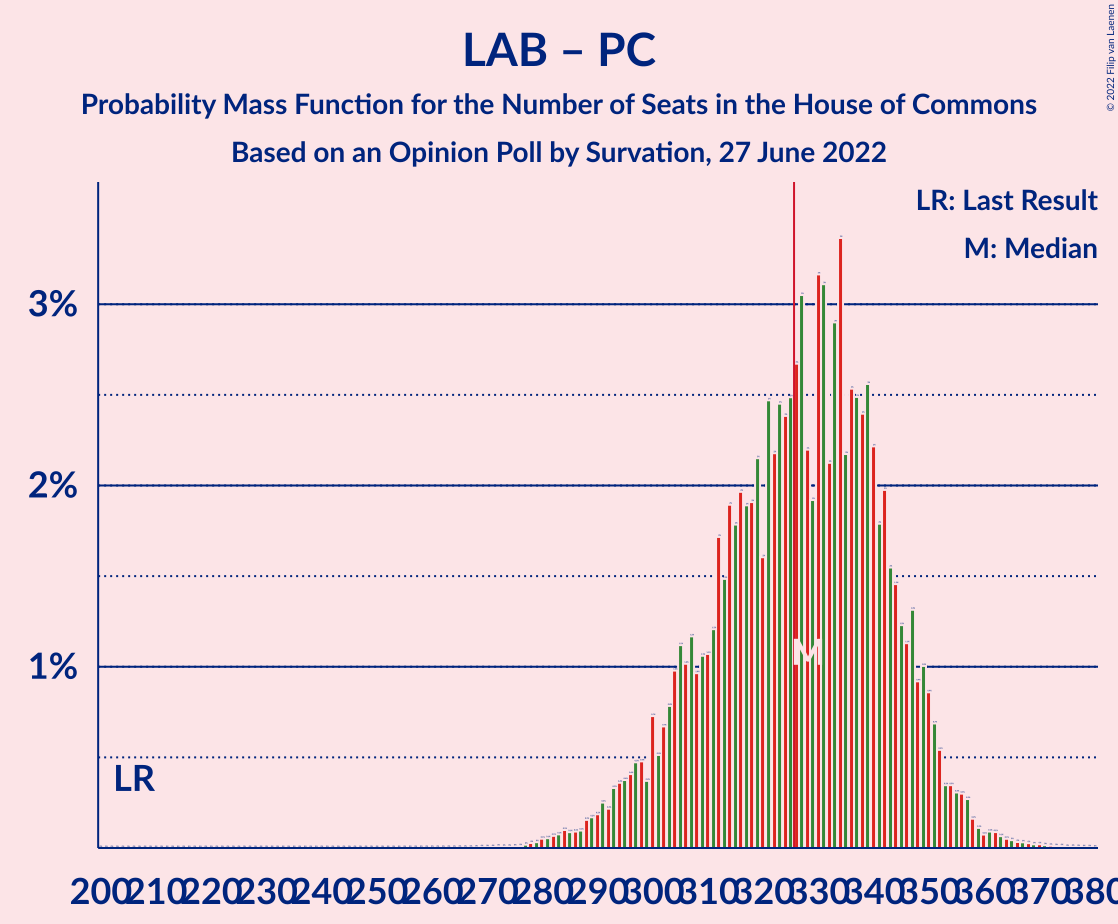 LAB – PC
Probability Mass Function for the Number of Seats in the House of Commons
Based on an Opinion Poll by Survation, 27 June 2022
© 2022 Filip van Laenen
LR: Last Result
M: Median
3%
2%
1%
LR
M
200 210 220 230 240 250 260 270 280 290 300 310 320 330 340 350 360 370 380